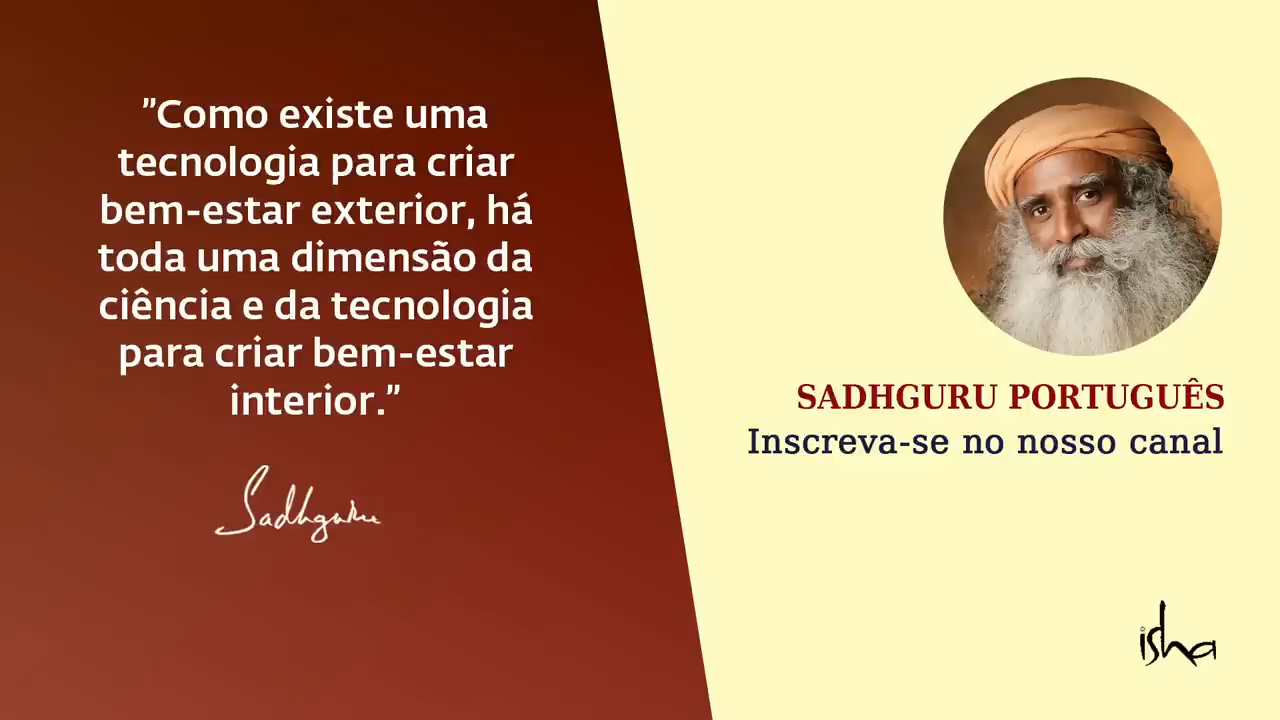 "Como existe uma
tecnologia para criar
bem-estar exterior, há
toda uma dimensão da
ciência e da tecnologia
para criar bem-estar
interior."
Sadhguru
SADHGURU PORTUGUÊS
Inscreva-se no nosso canal
isha